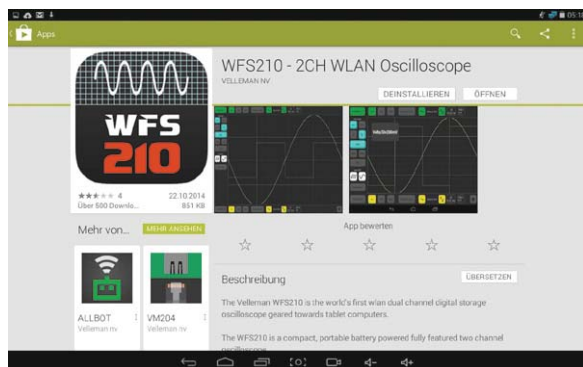 05:18
Apps
WFS210 - 2CH WLAN Oscilloscope
VELLEMAN NV
DEINSTALLIEREN
ÖFFNEN
WFS
210
4
22.10.2014
Über 500 Downlo...
851 KB
App bewerten
Mehr von...
MEHR ANSEHEN
Beschreibung
ÜBERSETZEN
The Velleman WFS210 is the world's first wlan dual channel digital storage
oscilloscope geared towards tablet computers.
ALLBOT
Velleman nv
VM204
Velleman nv
The WFS210 is a compact, portable battery powered fully featured two channel
oscilloscope